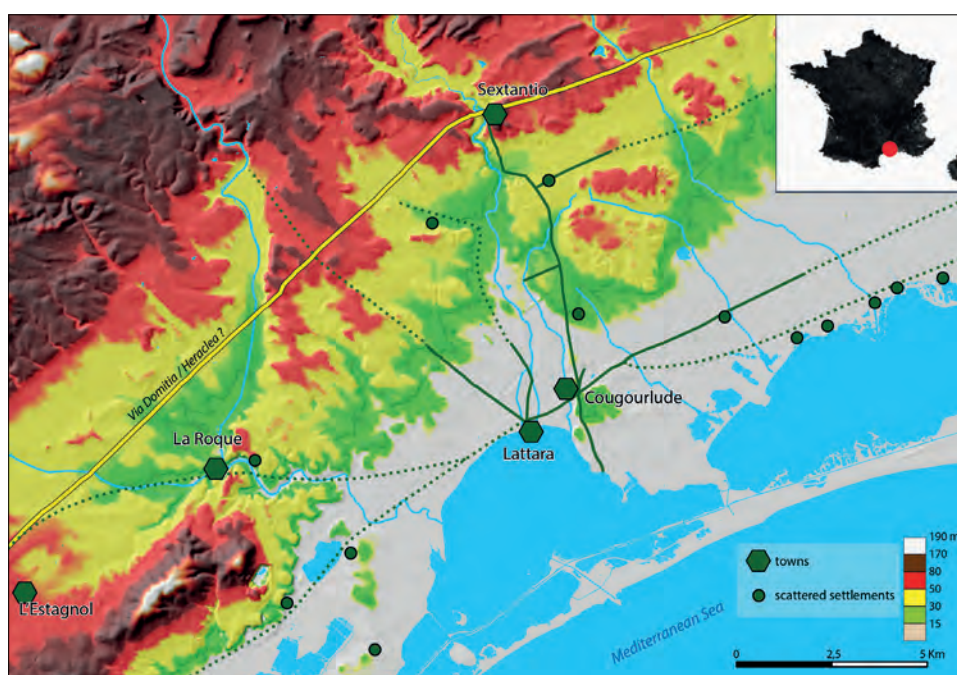 Sextantio
Via Domitia / Heraclea ?
La Roque
Cougourlude
Lattara
L'Estagnol
Mediterranean Sea
towns
scattered settlements
190 m
170
80
50
30
15
0 2,5 5 Km